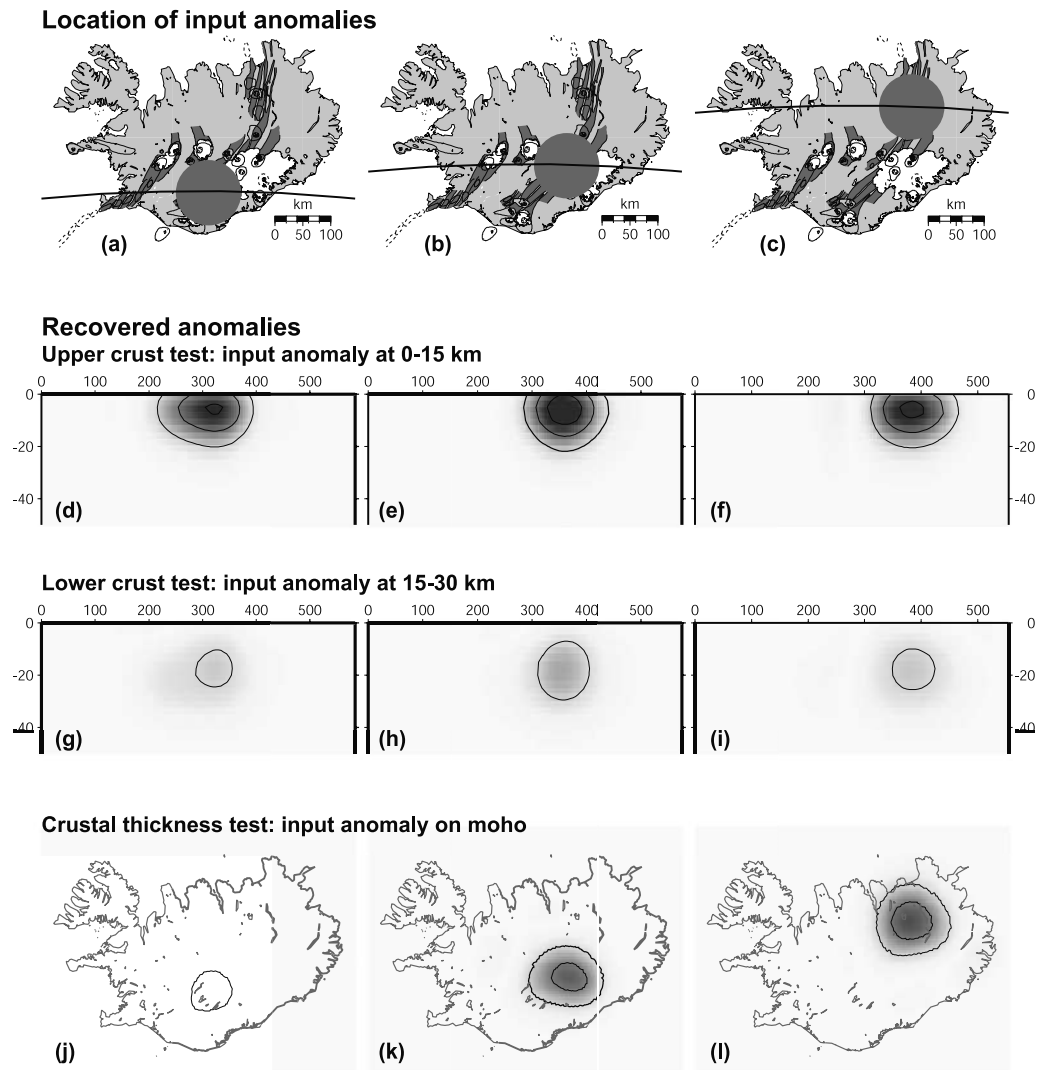 Location of input anomalies
km
0 50 100
(a)
km
0 50 100
(b)
km
0 50 100
(c)
Recovered anomalies
Upper crust test: input anomaly at 0-15 km
0 100 200 300 400 500
0 100 200 300 400 500
0 100 200 300 400 500
0
-20
-40
0
-20
-40
(d)
(e)
(f)
Lower crust test: input anomaly at 15-30 km
0 100 200 300 400 500
0 100 200 300 400 500
0 100 200 300 400 500
0
-20
-40
0
-20
-40
(g)
(h)
(i)
Crustal thickness test: input anomaly on moho
(j)
(k)
(l)